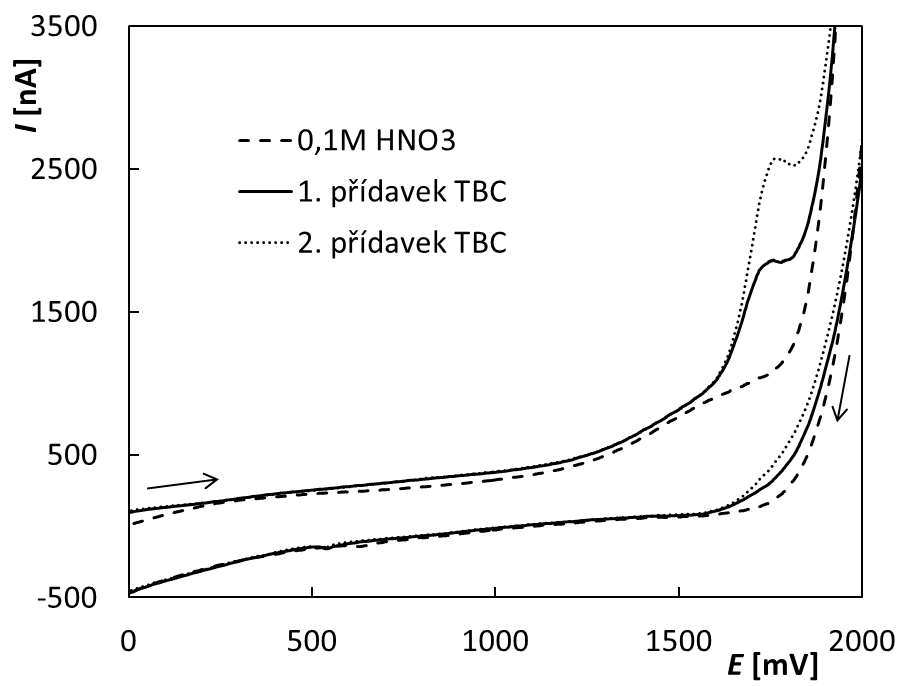 3500
I [nA]
0,1M HNO3
2500
1. přídavek TBC
2. přídavek TBC
1500
500
-500
0 500 1000 1500 2000
E [mV]